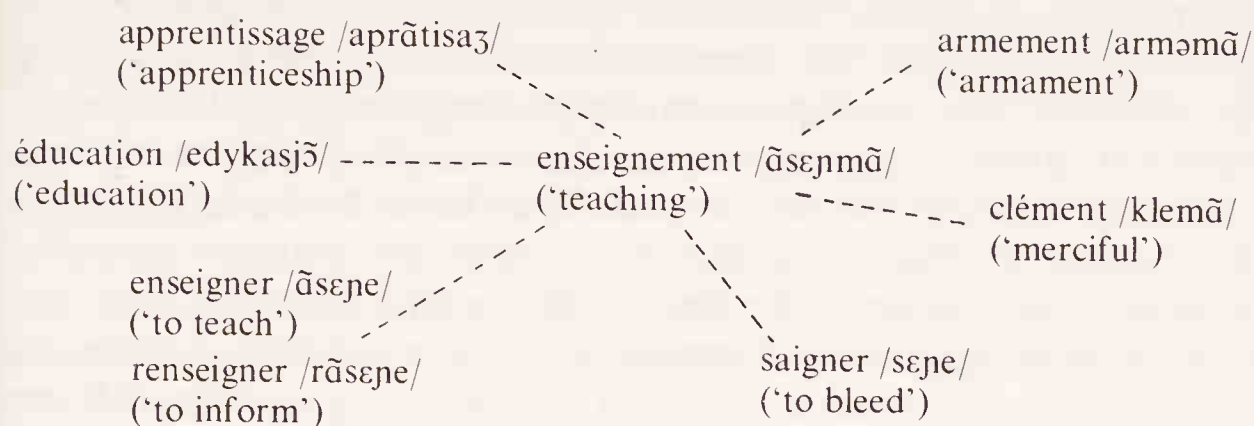 apprentissage /aprɑ̃tisaʒ/
(‘apprenticeship’)
armement /arməmɑ̃/
(‘armament’)
éducation /edykasjɔ̃/
(‘education’)
enseignement /ɑ̃sɛɲmɑ̃/
(‘teaching’)
clément /klemɑ̃/
(‘merciful’)
enseigner /ɑ̃sɛɲe/
(‘to teach’)
renseigner /rɑ̃sɛɲe/
(‘to inform’)
saigner /sɛɲe/
(‘to bleed’)